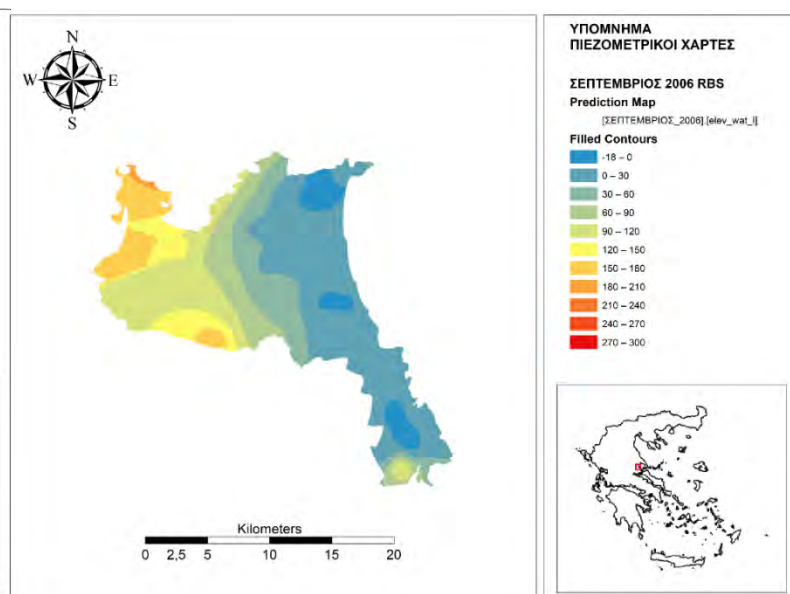 N
W
E
S
Kilometers
0 2,5 5 10 15 20
ΥΠΟΜΝΗΜΑ
ΠΙΕΖΟΜΕΤΡΙΚΟΙ ΧΑΡΤΕΣ
ΣΕΠΤΕΜΒΡΙΟΣ 2006 RBS
Prediction Map
[ΣΕΠΤΕΜΒΡΙΟΣ_2006].[elev_wat_l]
Filled Contours
-18 – 0
0 – 30
30 – 60
60 – 90
90 – 120
120 – 150
150 – 180
180 – 210
210 – 240
240 – 270
270 – 300